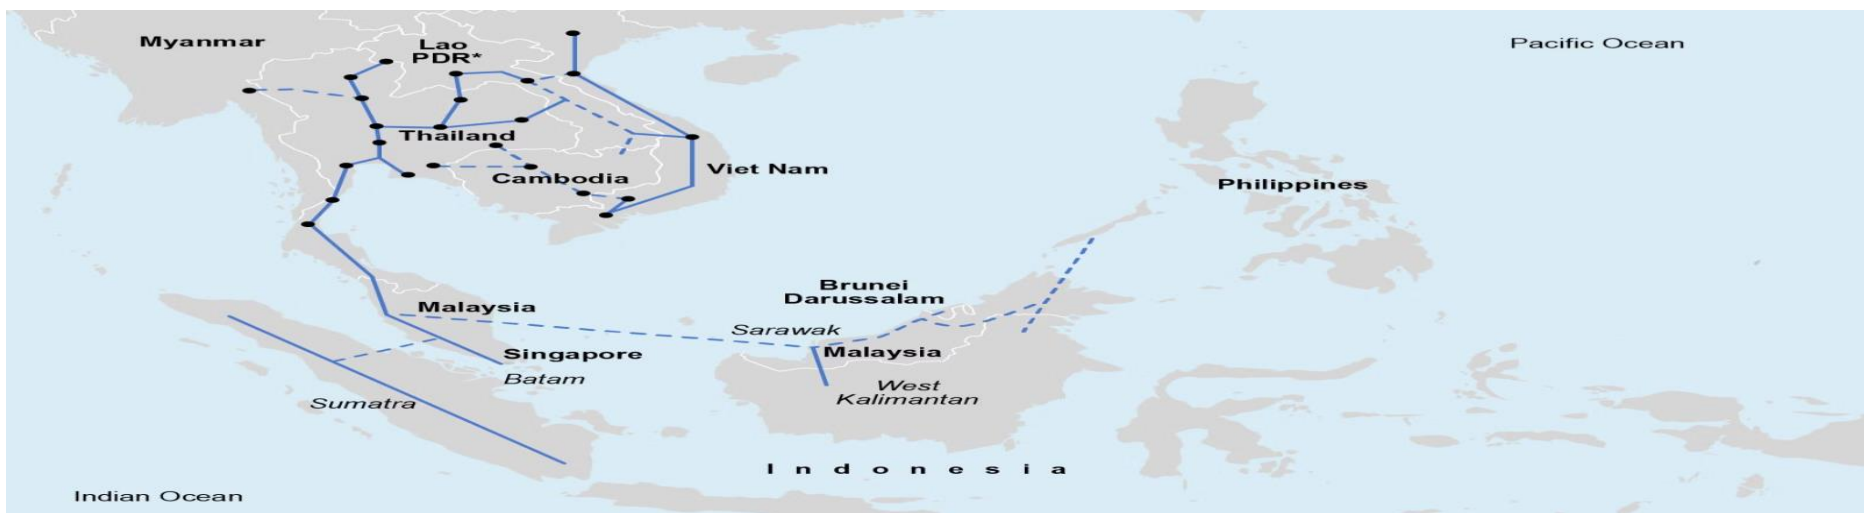 Myanmar
Lao
PDR*
Pacific Ocean
Thailand
Viet Nam
Cambodia
Philippines
Brunei
Darussalam
Malaysia
Sarawak
Singapore
Malaysia
Batam
West
Kalimantan
Sumatra
Indonesia
Indian Ocean